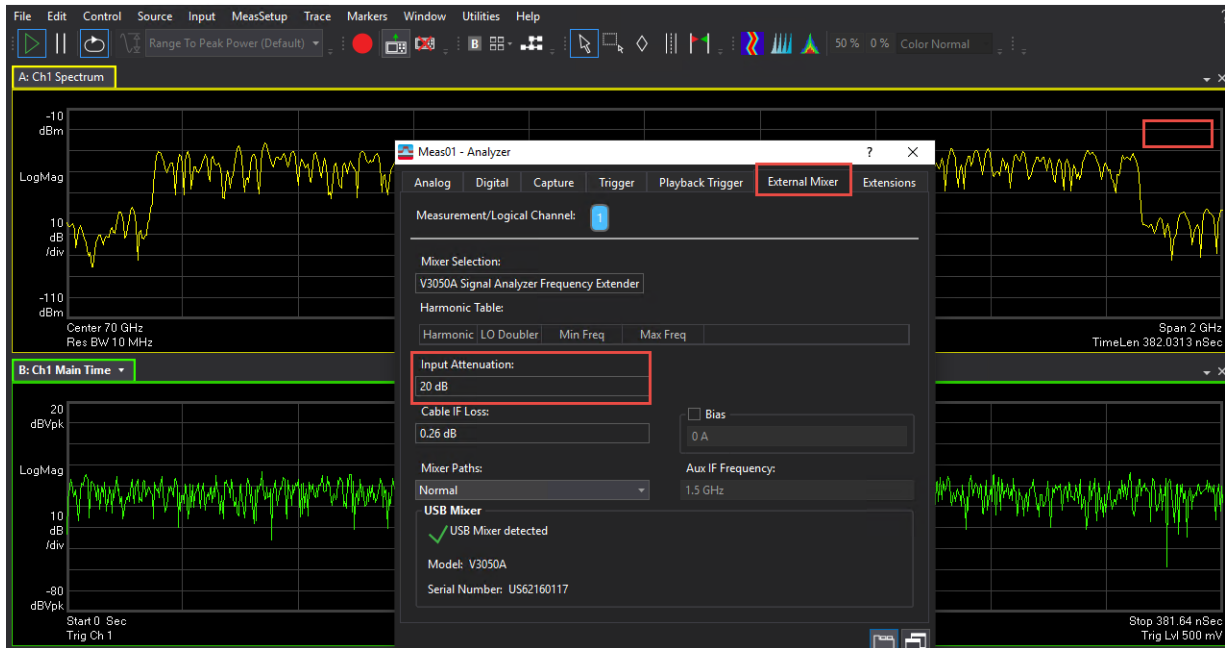 File Edit Control Source Input MeasSetup Trace Markers Window Utilities Help
Range To Peak Power (Default) B 50 % 0 % Color Normal
A: Ch1 Spectrum
-10
dBm
LogMag
10
dB
/div
-110
dBm
Center 70 GHz
Res BW 10 MHz
Span 2 GHz
TimeLen 382.0313 nSec
B: Ch1 Main Time
20
dBVpk
LogMag
10
dB
/div
-80
dBVpk
Start 0 Sec
Trig Ch 1
Stop 381.64 nSec
Trig Lvl 500 mV
Meas01 - Analyzer ?
Analog Digital Capture Trigger Playback Trigger External Mixer Extensions
Measurement/Logical Channel: 1
Mixer Selection:
V3050A Signal Analyzer Frequency Extender
Harmonic Table:
Harmonic LO Doubler Min Freq Max Freq
Input Attenuation:
20 dB
Cable IF Loss:
0.26 dB
Bias
0 A
Mixer Paths:
Normal
Aux IF Frequency:
1.5 GHz
USB Mixer
USB Mixer detected
Model: V3050A
Serial Number: US62160117